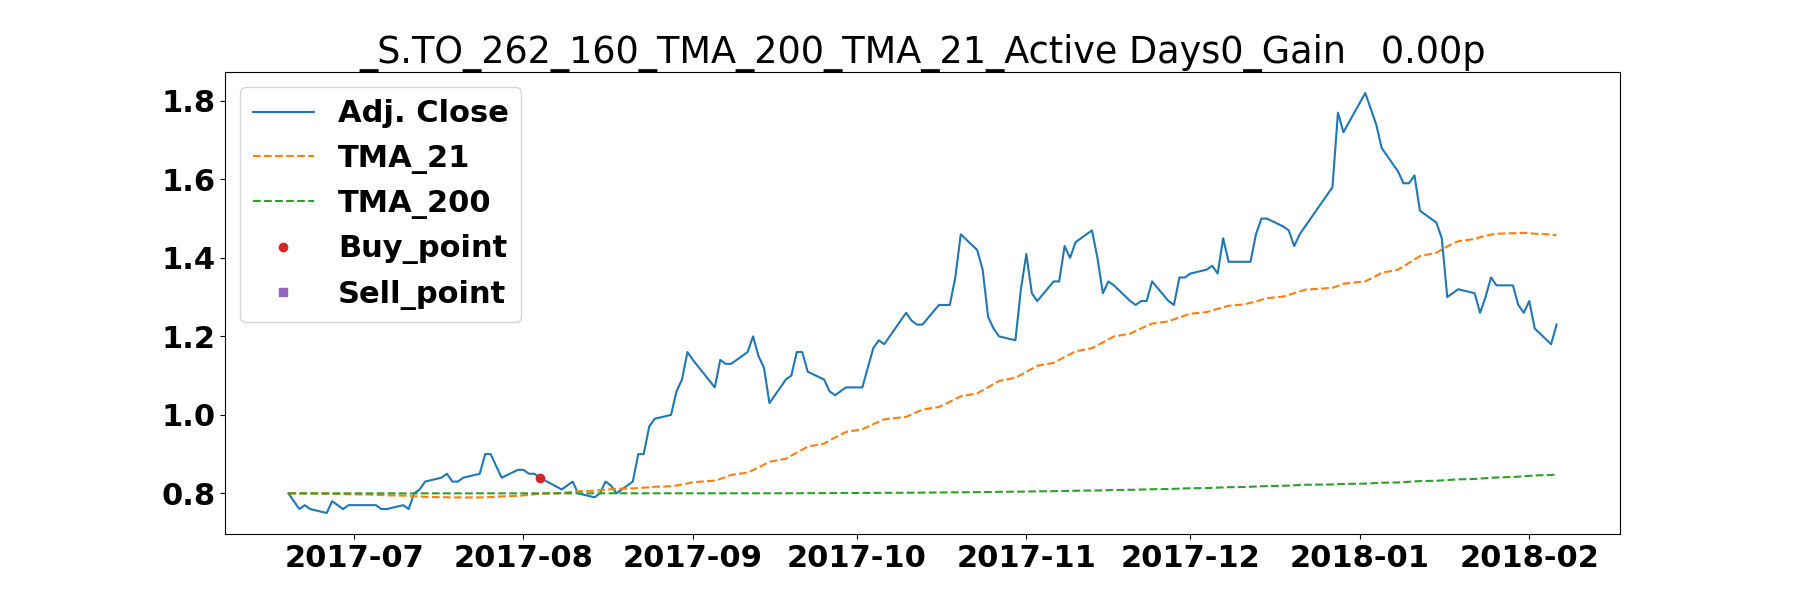 _S.TO_262_160_TMA_200_TMA_21_Active Days0_Gain   0.00p
Adj. Close
TMA_21
TMA_200
Buy_point
Sell_point
1.8
1.6
1.4
1.2
1.0
0.8
2017-07 2017-08 2017-09 2017-10 2017-11 2017-12 2018-01 2018-02